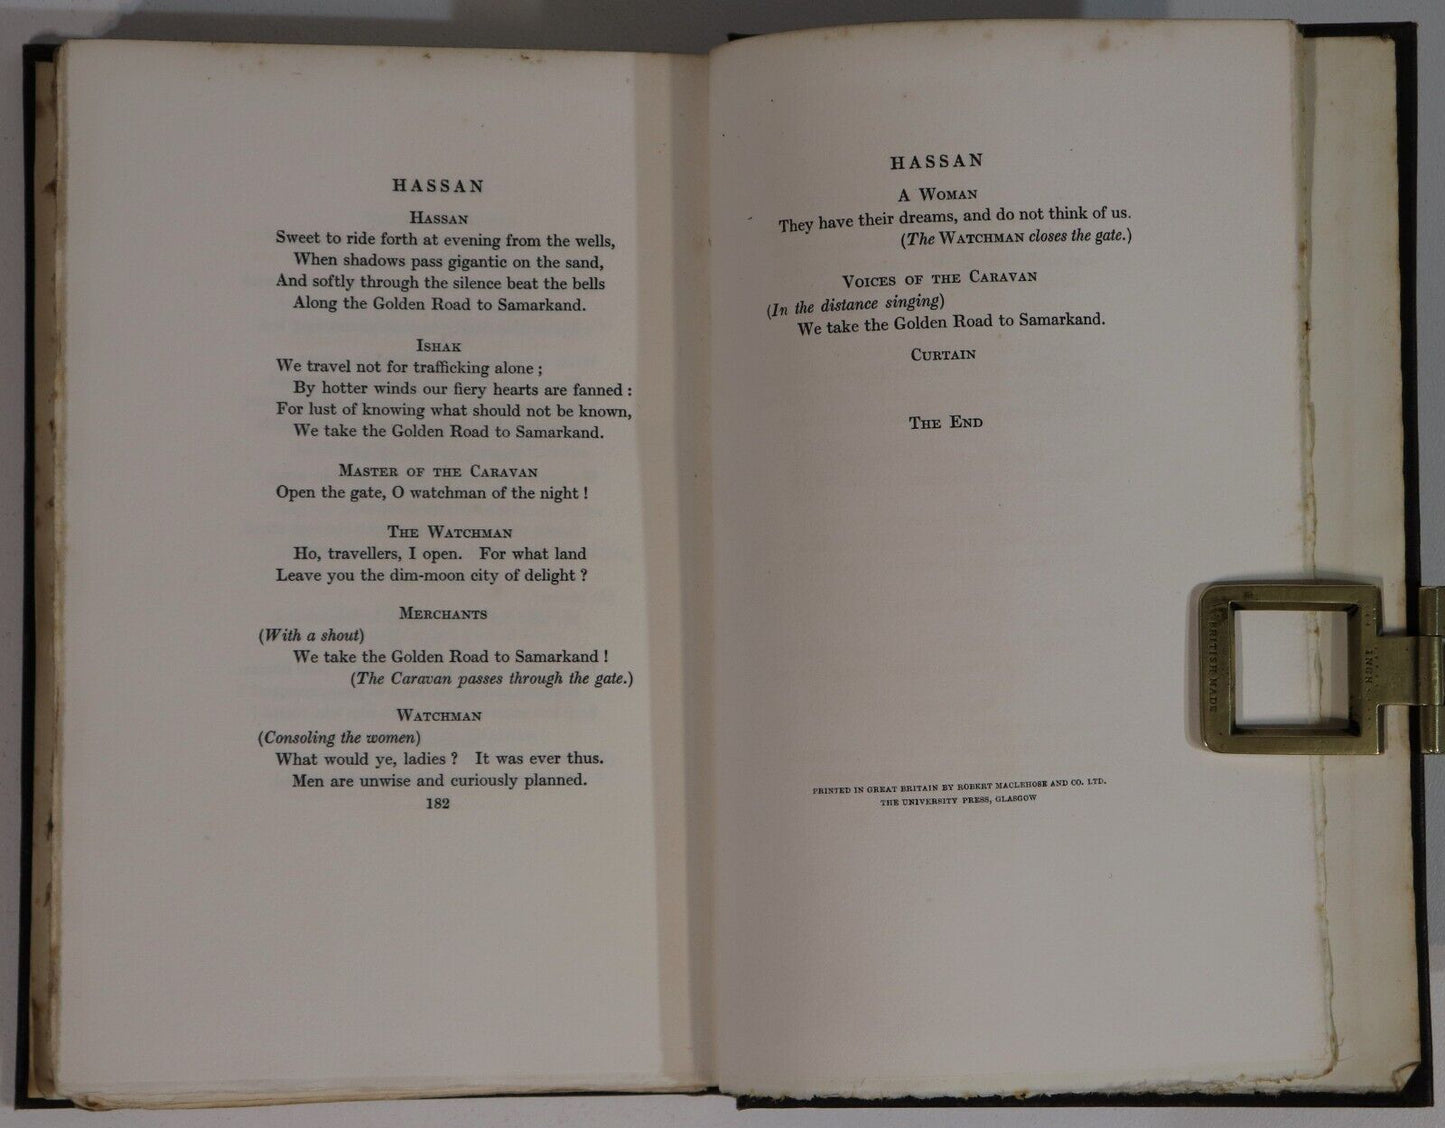 HASSAN
HASSAN
Sweet to ride forth at evening from the wells,
When shadows pass gigantic on the sand,
And softly through the silence beat the bells
Along the Golden Road to Samarkand.
ISHAK
We travel not for trafficking alone ;
By hotter winds our fiery hearts are fanned :
For lust of knowing what should not be known,
We take the Golden Road to Samarkand.
MASTER OF THE CARAVAN
Open the gate, O watchman of the night !
THE WATCHMAN
Ho, travellers, I open. For what land
Leave you the dim-moon city of delight ?
MERCHANTS
(With a shout)
We take the Golden Road to Samarkand !
(The Caravan passes through the gate.)
WATCHMAN
(Consoling the women)
What would ye, ladies ? It was ever thus.
Men are unwise and curiously planned.
182
HASSAN
A WOMAN
They have their dreams, and do not think of us.
(The WATCHMAN closes the gate.)
VOICES OF THE CARAVAN
(In the distance singing)
We take the Golden Road to Samarkand.
CURTAIN
THE END
PRINTED IN GREAT BRITAIN BY ROBERT MACLEHOSE AND CO. LTD.
THE UNIVERSITY PRESS, GLASGOW
BRITISH MADE
INCH